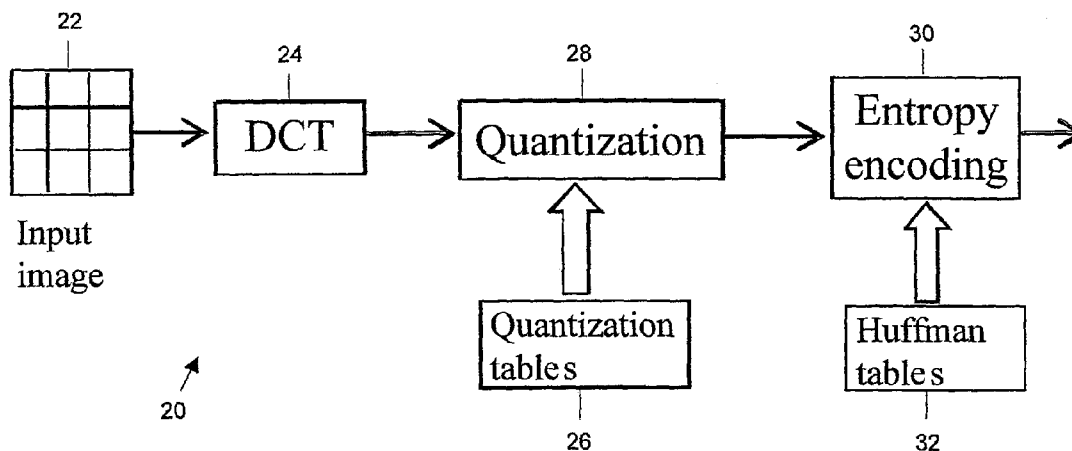 22
24
28
30
DCT
Quantization
Entropy
encoding
Input
image
Quantization
tables
Huffman
tables
20
26
32